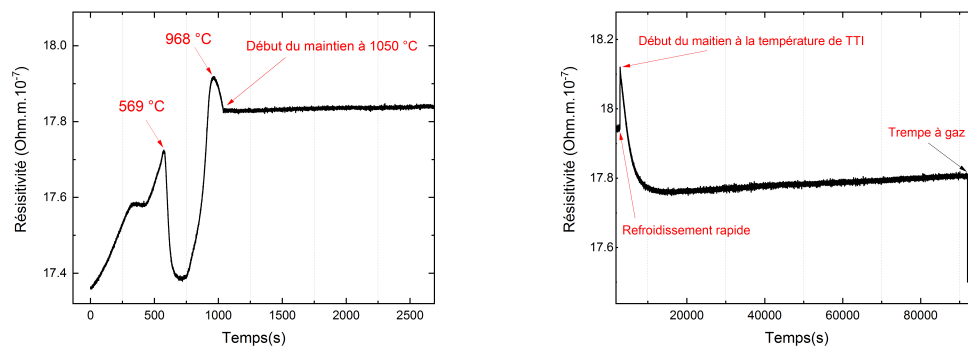 18.0
17.8
17.6
17.4
Résisitivité (Ohm.m.10⁻⁷)
968 °C
Début du maintien à 1050 °C
569 °C
0
500
1000
1500
2000
2500
Temps(s)
18.2
18
17.8
17.6
Résisitivité (Ohm.m.10⁻⁷)
Début du maitien à la température de TTI
Trempe à gaz
Refroidissement rapide
20000
40000
60000
80000
Temps(s)